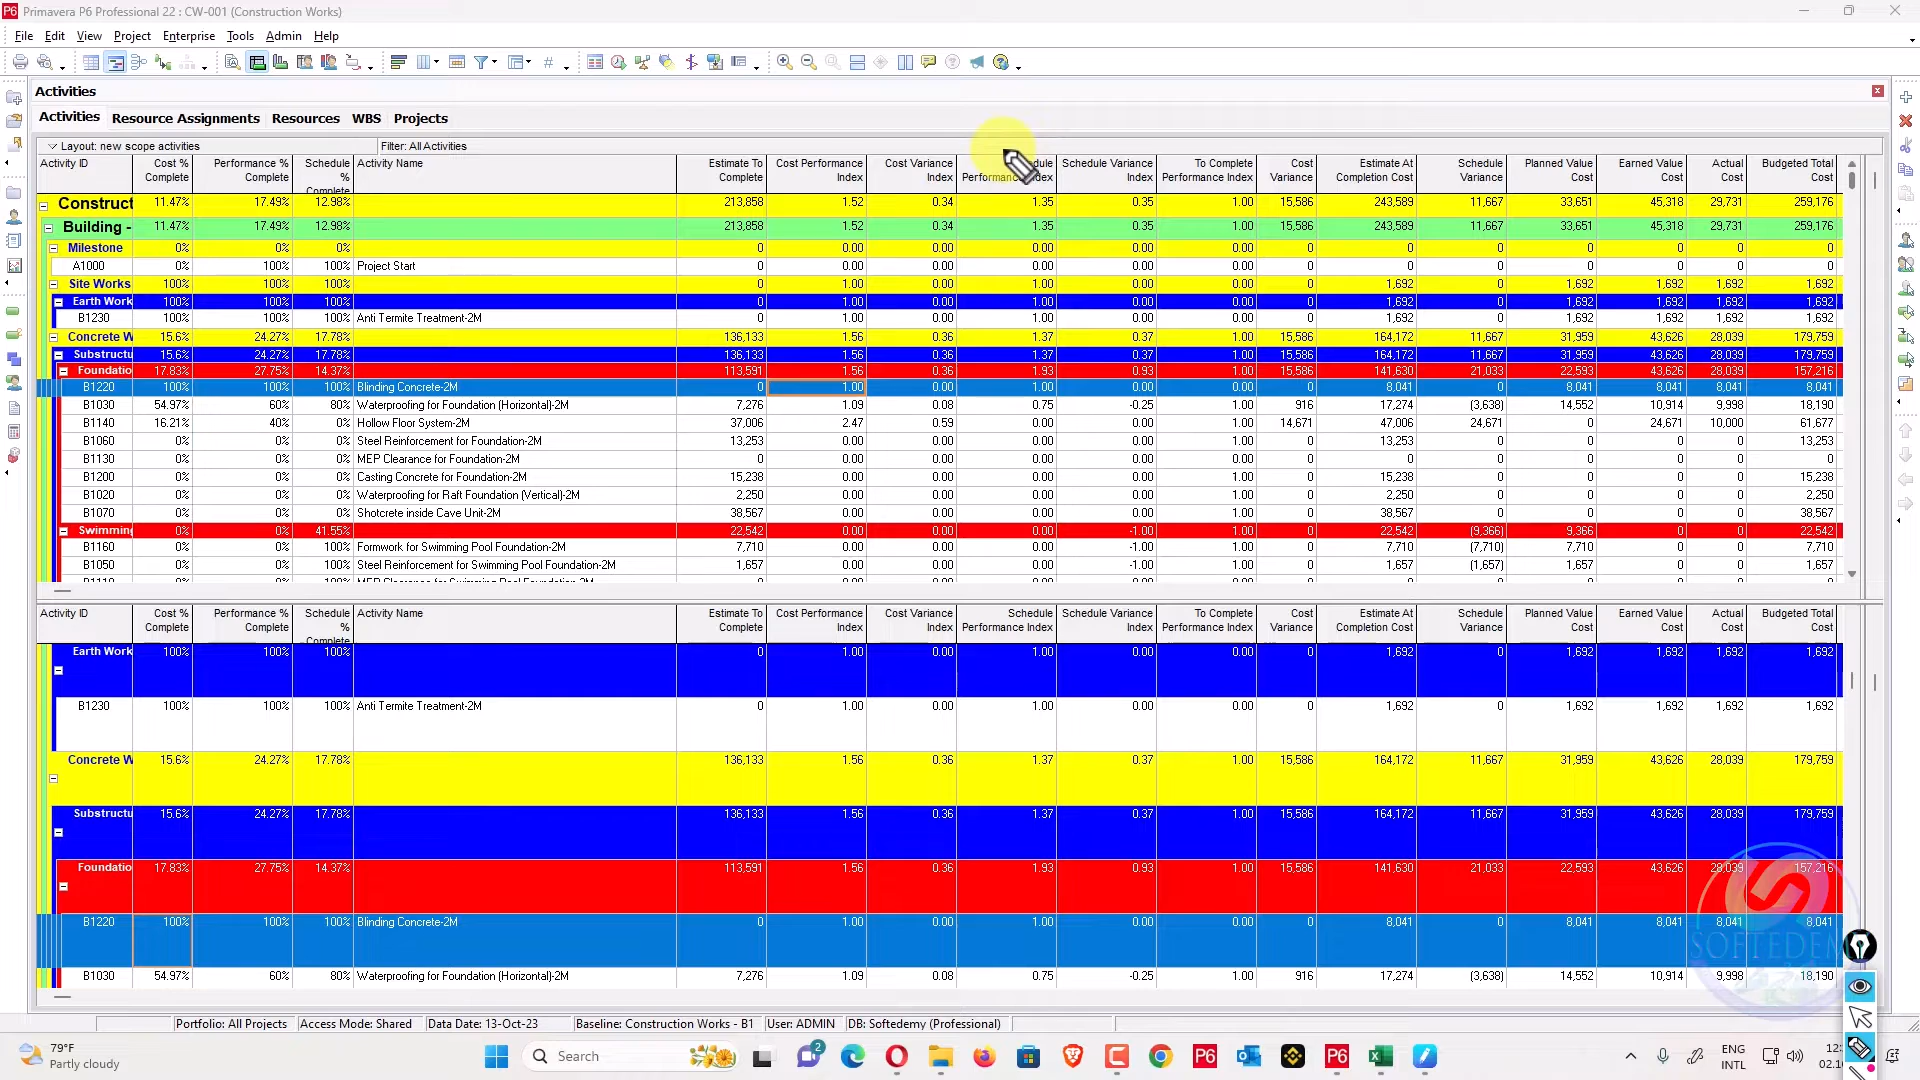 Primavera P6 Professional 22 : CW-001 (Construction Works)
File Edit View Project Enterprise Tools Admin Help
Activities
Activities Resource Assignments Resources WBS Projects
Layout: new scope activities Filter: All Activities
Activity ID Cost % Complete Performance % Complete Schedule % Complete Activity Name Estimate To Complete Cost Performance Index Cost Variance Index Performance Index Schedule Variance Index To Complete Performance Index Cost Variance Estimate At Completion Cost Schedule Variance Planned Value Cost Earned Value Cost Actual Cost Budgeted Total Cost
Construct 11.47% 17.49% 12.98% 213,858 1.52 0.34 1.35 0.35 1.00 15,586 243,589 11,667 33,651 45,318 29,731 259,176
Building - 11.47% 17.49% 12.98% 213,858 1.52 0.34 1.35 0.35 1.00 15,586 243,589 11,667 33,651 45,318 29,731 259,176
Milestone 0% 0% 0% 0 0.00 0.00 0.00 0.00 0.00 0 0 0 0 0 0 0
A1000 0% 100% 100% Project Start 0 0.00 0.00 0.00 0.00 0.00 0 0 0 0 0 0 0
Site Works 100% 100% 100% 0 1.00 0.00 1.00 0.00 0.00 0 1,692 0 1,692 1,692 1,692 1,692
Earth Work 100% 100% 100% 0 1.00 0.00 1.00 0.00 0.00 0 1,692 0 1,692 1,692 1,692 1,692
B1230 100% 100% 100% Anti Termite Treatment-2M 0 1.00 0.00 1.00 0.00 0.00 0 1,692 0 1,692 1,692 1,692 1,692
Concrete W 15.6% 24.27% 17.78% 136,133 1.56 0.36 1.37 0.37 1.00 15,586 164,172 11,667 31,959 43,626 28,039 179,759
Substructu 15.6% 24.27% 17.78% 136,133 1.56 0.36 1.37 0.37 1.00 15,586 164,172 11,667 31,959 43,626 28,039 179,759
Foundatio 17.83% 27.75% 14.37% 113,591 1.56 0.36 1.93 0.93 1.00 15,586 141,630 21,033 22,593 43,626 28,039 157,216
B1220 100% 100% 100% Blinding Concrete-2M 0 1.00 0.00 1.00 0.00 0.00 0 8,041 0 8,041 8,041 8,041 8,041
B1030 54.97% 60% 80% Waterproofing for Foundation (Horizontal)-2M 7,276 1.09 0.08 0.75 -0.25 1.00 916 17,274 (3,638) 14,552 10,914 9,998 18,190
B1140 16.21% 40% 0% Hollow Floor System-2M 37,006 2.47 0.59 0.00 0.00 1.00 14,671 47,006 24,671 0 24,671 10,000 61,677
B1060 0% 0% 0% Steel Reinforcement for Foundation-2M 13,253 0.00 0.00 0.00 0.00 1.00 0 13,253 0 0 0 0 13,253
B1130 0% 0% 0% MEP Clearance for Foundation-2M 0 0.00 0.00 0.00 0.00 0.00 0 0 0 0 0 0 0
B1200 0% 0% 0% Casting Concrete for Foundation-2M 15,238 0.00 0.00 0.00 0.00 1.00 0 15,238 0 0 0 0 15,238
B1020 0% 0% 0% Waterproofing for Raft Foundation (Vertical)-2M 2,250 0.00 0.00 0.00 0.00 1.00 0 2,250 0 0 0 0 2,250
B1070 0% 0% 0% Shotcrete inside Cave Unit-2M 38,567 0.00 0.00 0.00 0.00 1.00 0 38,567 0 0 0 0 38,567
Swimming 0% 0% 41.55% 22,542 0.00 0.00 0.00 -1.00 1.00 0 22,542 (9,366) 9,366 0 0 22,542
B1160 0% 0% 100% Formwork for Swimming Pool Foundation-2M 7,710 0.00 0.00 0.00 -1.00 1.00 0 7,710 (7,710) 7,710 0 0 7,710
B1050 0% 0% 100% Steel Reinforcement for Swimming Pool Foundation-2M 1,657 0.00 0.00 0.00 -1.00 1.00 0 1,657 (1,657) 1,657 0 0 1,657
Activity ID Cost % Complete Performance % Complete Schedule % Complete Activity Name Estimate To Complete Cost Performance Index Cost Variance Index Schedule Performance Index Schedule Variance Index To Complete Performance Index Cost Variance Estimate At Completion Cost Schedule Variance Planned Value Cost Earned Value Cost Actual Cost Budgeted Total Cost
Earth Work 100% 100% 100% 0 1.00 0.00 1.00 0.00 0.00 0 1,692 0 1,692 1,692 1,692 1,692
B1230 100% 100% 100% Anti Termite Treatment-2M 0 1.00 0.00 1.00 0.00 0.00 0 1,692 0 1,692 1,692 1,692 1,692
Concrete W 15.6% 24.27% 17.78% 136,133 1.56 0.36 1.37 0.37 1.00 15,586 164,172 11,667 31,959 43,626 28,039 179,759
Substructu 15.6% 24.27% 17.78% 136,133 1.56 0.36 1.37 0.37 1.00 15,586 164,172 11,667 31,959 43,626 28,039 179,759
Foundatio 17.83% 27.75% 14.37% 113,591 1.56 0.36 1.93 0.93 1.00 15,586 141,630 21,033 22,593 43,626 28,039 157,216
B1220 100% 100% 100% Blinding Concrete-2M 0 1.00 0.00 1.00 0.00 0.00 0 8,041 0 8,041 8,041 8,041 8,041
B1030 54.97% 60% 80% Waterproofing for Foundation (Horizontal)-2M 7,276 1.09 0.08 0.75 -0.25 1.00 916 17,274 (3,638) 14,552 10,914 9,998 18,190
Portfolio: All Projects Access Mode: Shared Data Date: 13-Oct-23 Baseline: Construction Works - B1 User: ADMIN DB: Softedemy (Professional)
79°F
Partly cloudy
Search
2
ENG
INTL